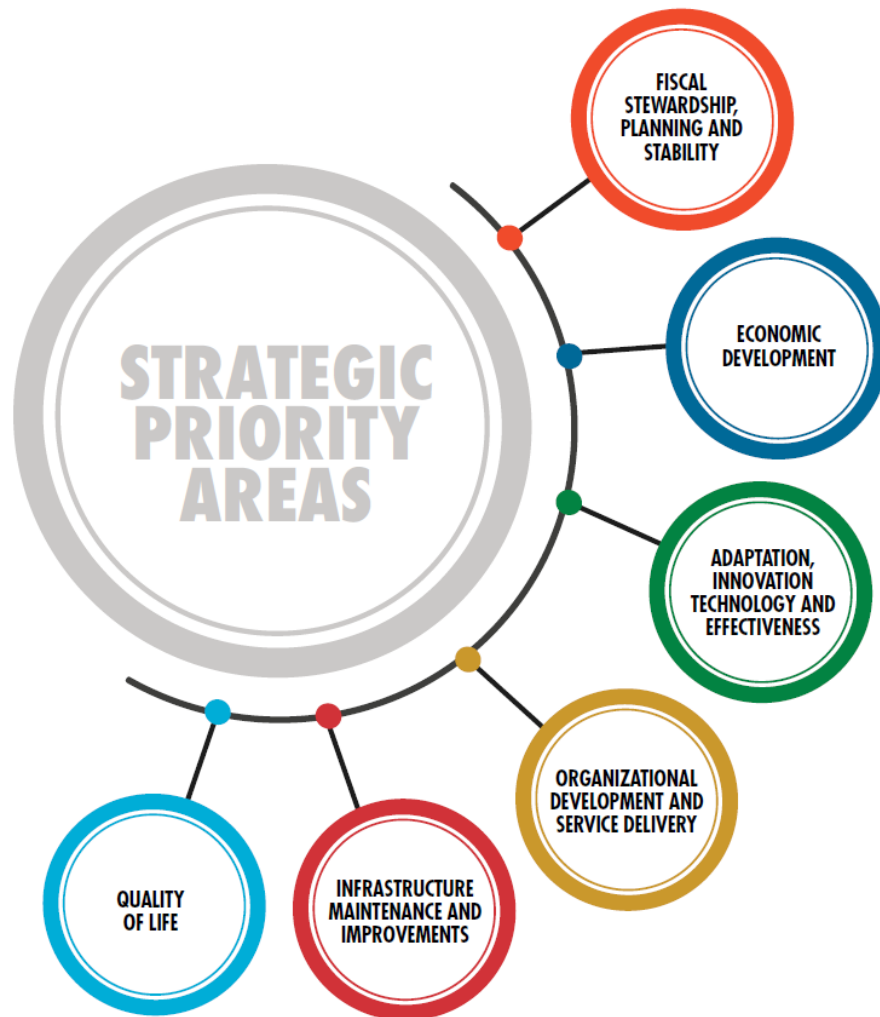 STRATEGIC
PRIORITY
AREAS
FISCAL
STEWARDSHIP,
PLANNING AND
STABILITY
ECONOMIC
DEVELOPMENT
ADAPTATION,
INNOVATION
TECHNOLOGY AND
EFFECTIVENESS
ORGANIZATIONAL
DEVELOPMENT AND
SERVICE DELIVERY
INFRASTRUCTURE
MAINTENANCE AND
IMPROVEMENTS
QUALITY
OF LIFE